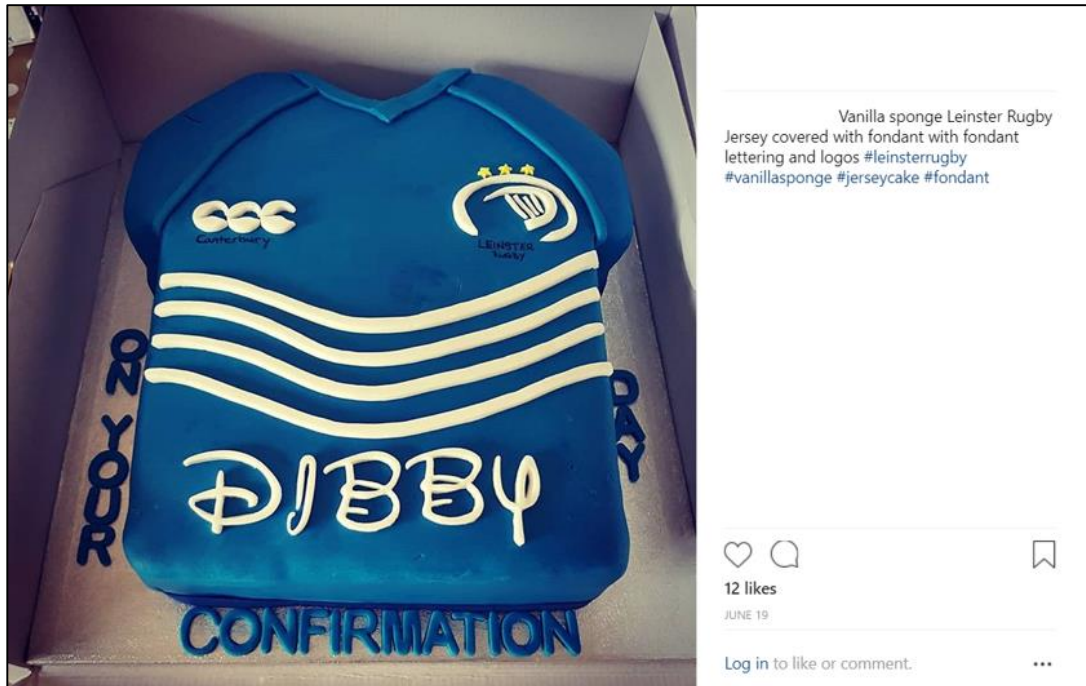 Canterbury
LEINSTER
RUGBY
DIBBY
ON YOUR
CONFIRMATION
DAY
Vanilla sponge Leinster Rugby
Jersey covered with fondant with fondant
lettering and logos #leinsterrugby
#vanillasponge #jerseycake #fondant
12 likes
JUNE 19
Log in to like or comment.